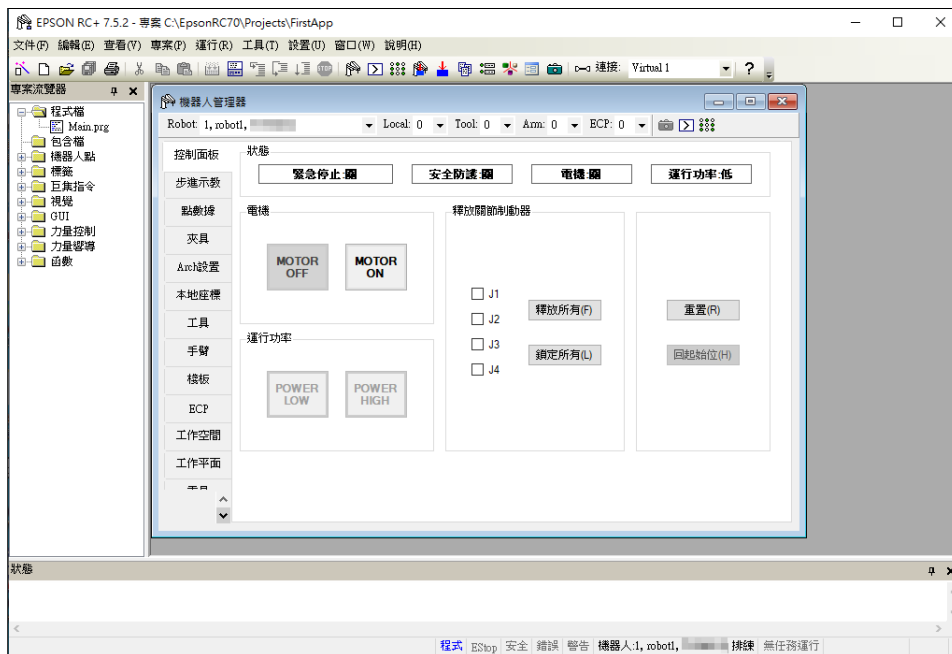 EPSON RC+ 7.5.2 - 專案 C:\EpsonRC70\Projects\FirstApp
文件(F) 編輯(E) 查看(V) 專案(P) 運行(R) 工具(T) 設置(U) 窗口(W) 說明(H)
連接: Virtual 1
專案流覽器
程式檔
Main.prg
包含檔
機器人點
標籤
巨集指令
視覺
GUI
力量控制
力量嚮導
函數
機器人管理器
Robot: 1, robot1, Local: 0 Tool: 0 Arm: 0 ECP: 0
控制面板
步進示教
點數據
夾具
Arch設置
本地座標
工具
手臂
棧板
ECP
工作空間
工作平面
狀態
緊急停止:關 安全防護:關 電機:關 運行功率:低
電機
MOTOR OFF
MOTOR ON
運行功率
POWER LOW
POWER HIGH
釋放關節制動器
J1
J2
J3
J4
釋放所有(F)
鎖定所有(L)
重置(R)
回起始位(H)
狀態
程式 EStop 安全 錯誤 警告 機器人:1, robot1, 排練 無任務運行